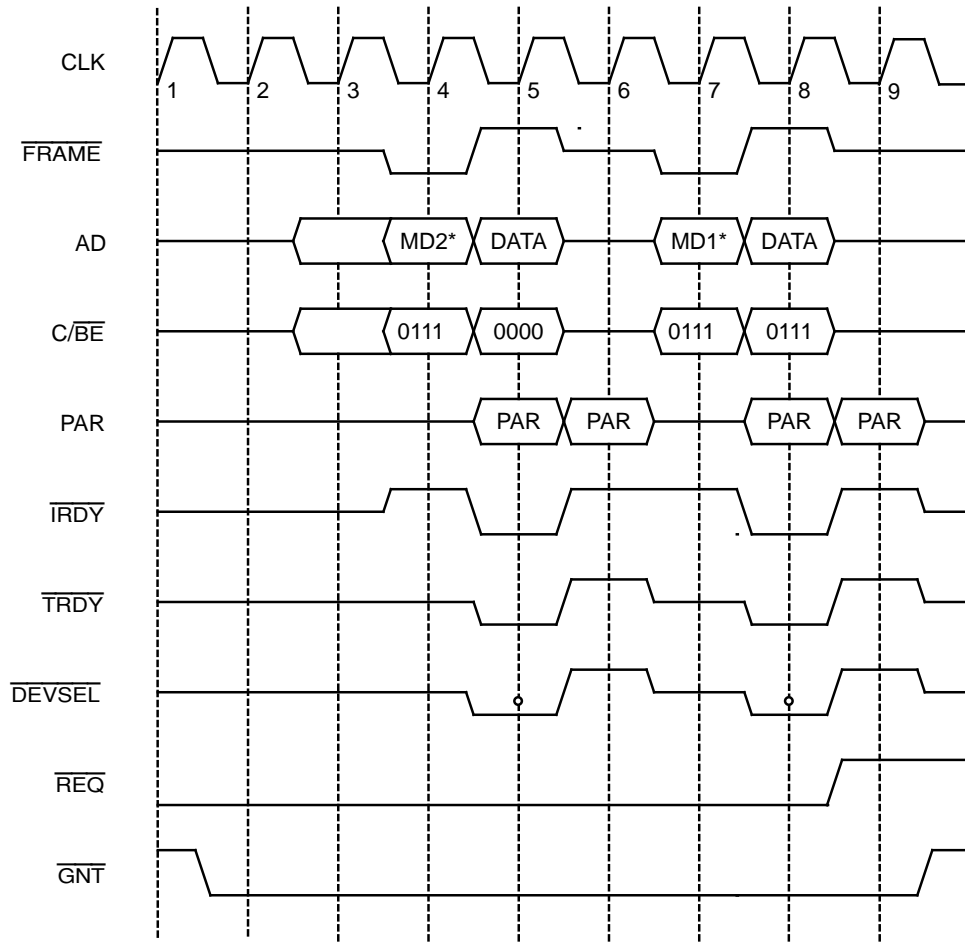 CLK
1 2 3 4 5 6 7 8 9
FRAME
AD
MD2* DATA MD1* DATA
C/BE
0111 0000 0111 0111
PAR
PAR PAR PAR PAR
IRDY
TRDY
DEVSEL
REQ
GNT